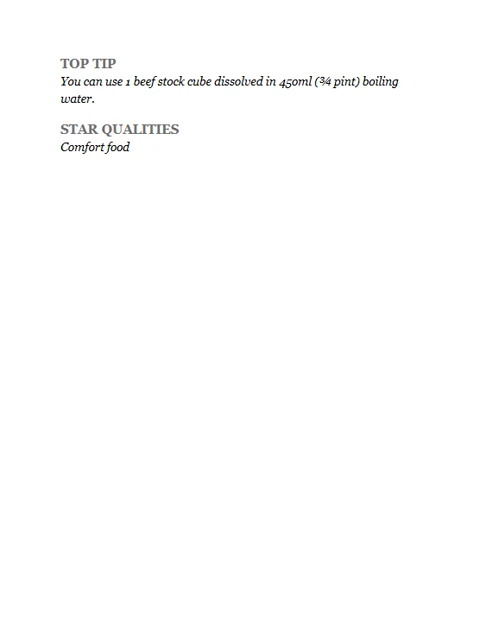 TOP TIP
You can use 1 beef stock cube dissolved in 450ml (¾ pint) boiling
water.
STAR QUALITIES
Comfort food